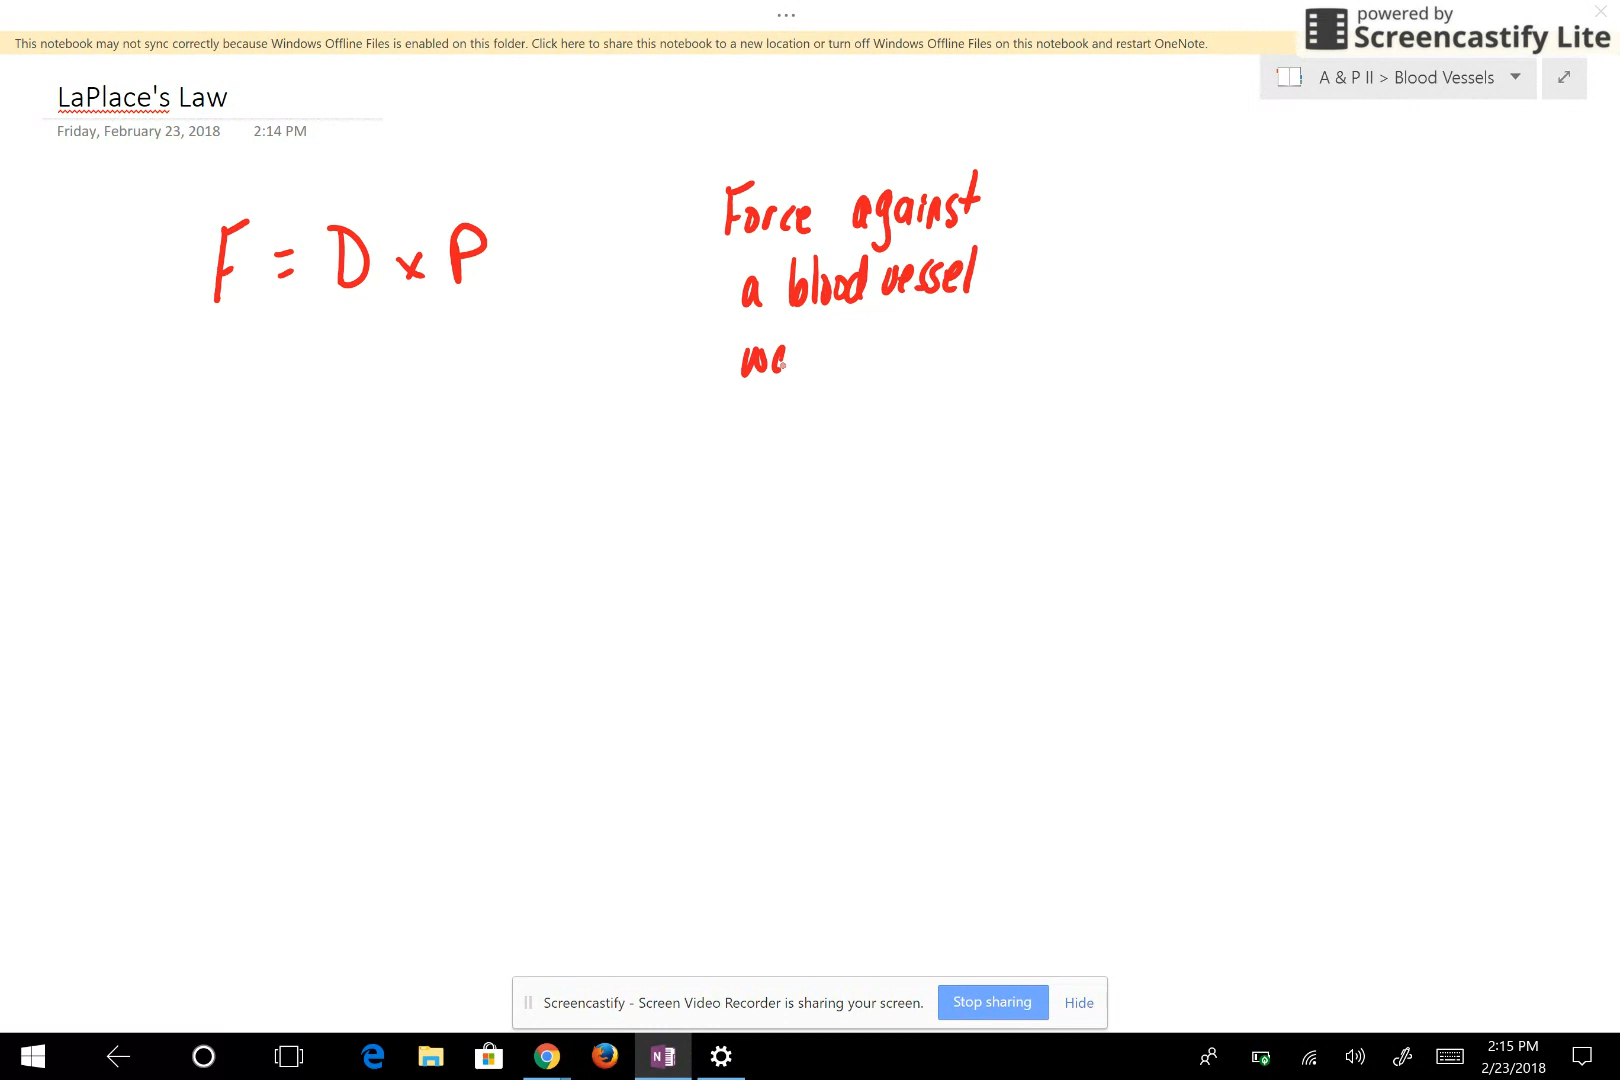 ...
powered by
Screencastify Lite
This notebook may not sync correctly because Windows Offline Files is enabled on this folder. Click here to share this notebook to a new location or turn off Windows Offline Files on this notebook and restart OneNote.
A & P II > Blood Vessels
LaPlace's Law
Friday, February 23, 2018 2:14 PM
F = D x P
Force against
a blood vessel
Screencastify - Screen Video Recorder is sharing your screen. Stop sharing Hide
2:15 PM
2/23/2018